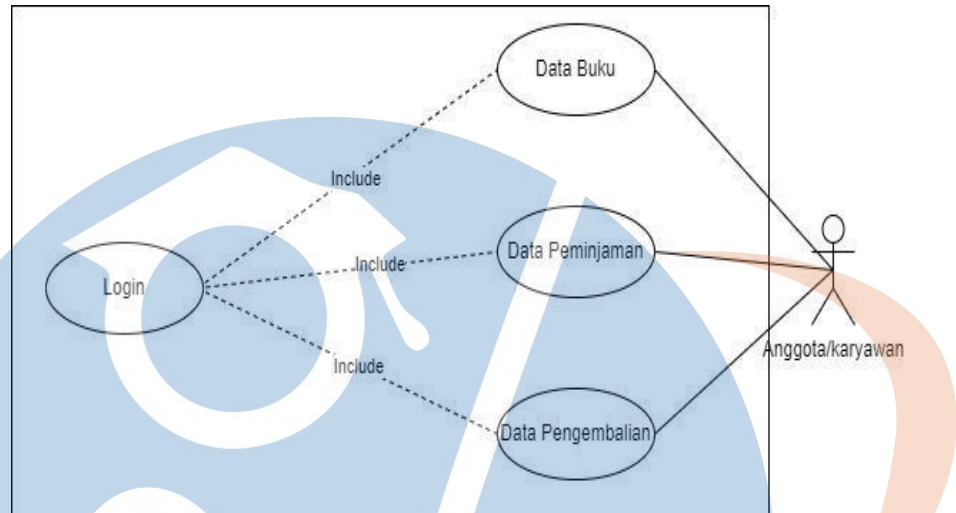 Data Buku
Include
Data Peminjaman
Include
Login
Anggota/karyawan
Include
Data Pengembalian